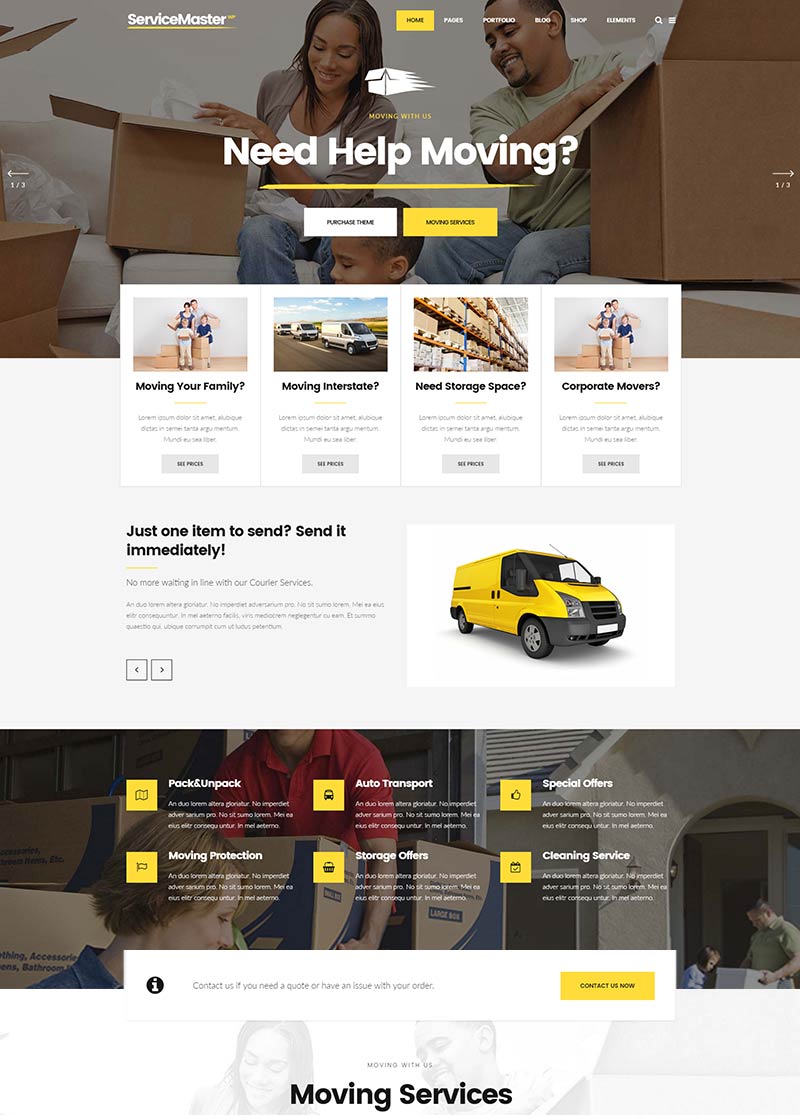 ServiceMaster WP
HOME PAGES PORTFOLIO BLOG SHOP ELEMENTS
MOVING WITH US
Need Help Moving?
1 / 3
1 / 3
PURCHASE THEME
MOVING SERVICES
Moving Your Family?
Lorem ipsum dolor sit amet, alubique
dictas in semet targa argu mentum.
Mundi eu sea liber.
SEE PRICES
Moving Interstate?
Lorem ipsum dolor sit amet, alubique
dictas in semet targa argu mentum.
Mundi eu sea liber.
SEE PRICES
Need Storage Space?
Lorem ipsum dolor sit amet, alubique
dictas in semet targa argu mentum.
Mundi eu sea liber.
SEE PRICES
Corporate Movers?
Lorem ipsum dolor sit amet, alubique
dictas in semet targa argu mentum.
Mundi eu sea liber.
SEE PRICES
Just one item to send? Send it
immediately!
No more waiting in line with our Courier Services.
An duo lorem altera gloriatur. No imperdiet adversarium pro. No sit sumo lorem. Mei ea
elitr consequuntur. In mel aeterno facilis, viris mediocrem neglegentur cu eam. Et summo
quaestio qui, ubique corrumpit cum ut ludus petentium.
Pack&Unpack
An duo lorem altera gloriatur. No imperdiet
adver sarium pro. No sit sumo lorem. Mei ea
eius elitr consequ untur. In mel aeterno.
Auto Transport
An duo lorem altera gloriatur. No imperdiet
adver sarium pro. No sit sumo lorem. Mei ea
eius elitr consequ untur. In mel aeterno.
Special Offers
An duo lorem altera gloriatur. No imperdiet
adver sarium pro. No sit sumo lorem. Mei ea
eius elitr consequ untur. In mel aeterno.
Moving Protection
An duo lorem altera gloriatur. No imperdiet
adver sarium pro. No sit sumo lorem. Mei ea
eius elitr consequ untur. In mel aeterno.
Storage Offers
An duo lorem altera gloriatur. No imperdiet
adver sarium pro. No sit sumo lorem. Mei ea
eius elitr consequ untur. In mel aeterno.
Cleaning Service
An duo lorem altera gloriatur. No imperdiet
adver sarium pro. No sit sumo lorem. Mei ea
eius elitr consequ untur. In mel aeterno.
LARGE BOX
Contact us if you need a quote or have an issue with your order.
CONTACT US NOW
MOVING WITH US
Moving Services